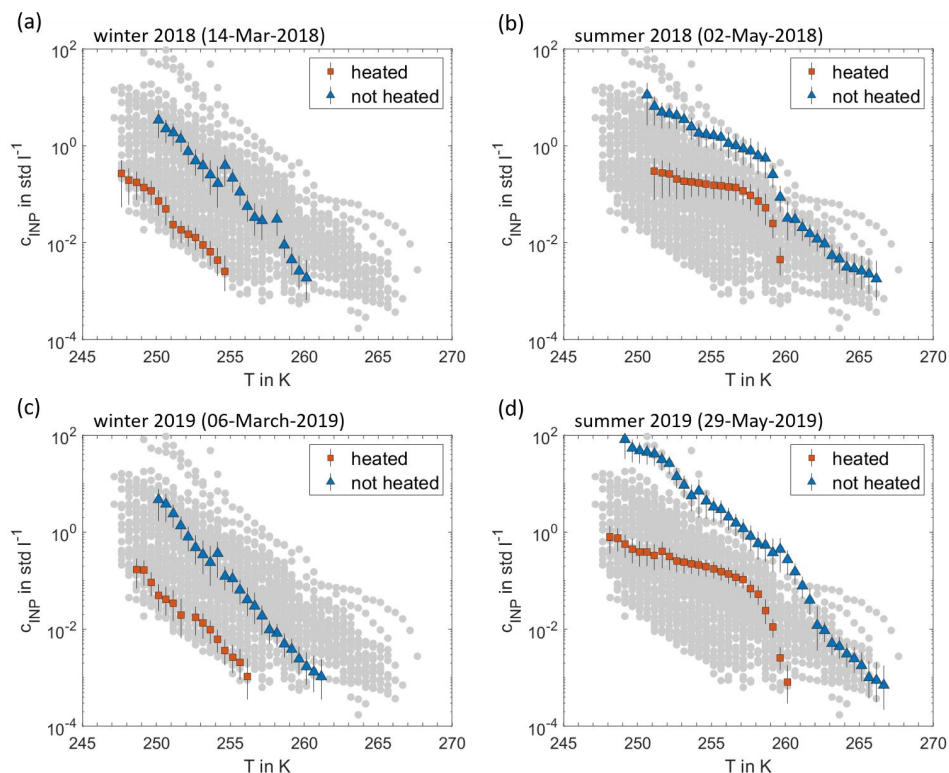 (a)
winter 2018 (14-Mar-2018)
heated
not heated
10^2
10^0
10^-2
10^-4
c_INP in std l^-1
245 250 255 260 265 270
T in K
(b)
summer 2018 (02-May-2018)
heated
not heated
10^2
10^0
10^-2
10^-4
c_INP in std l^-1
245 250 255 260 265 270
T in K
(c)
winter 2019 (06-March-2019)
heated
not heated
10^2
10^0
10^-2
10^-4
c_INP in std l^-1
245 250 255 260 265 270
T in K
(d)
summer 2019 (29-May-2019)
heated
not heated
10^2
10^0
10^-2
10^-4
c_INP in std l^-1
245 250 255 260 265 270
T in K